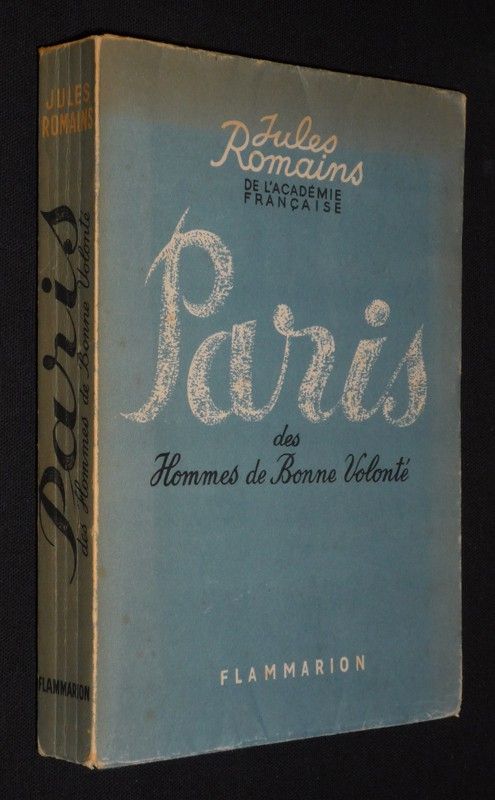 JULES
ROMAINS
Paris
des Hommes de Bonne Volonté
FLAMMARION
Jules
Romains
DE L'ACADÉMIE
FRANÇAISE
Paris
des
Hommes de Bonne Volonté
FLAMMARION